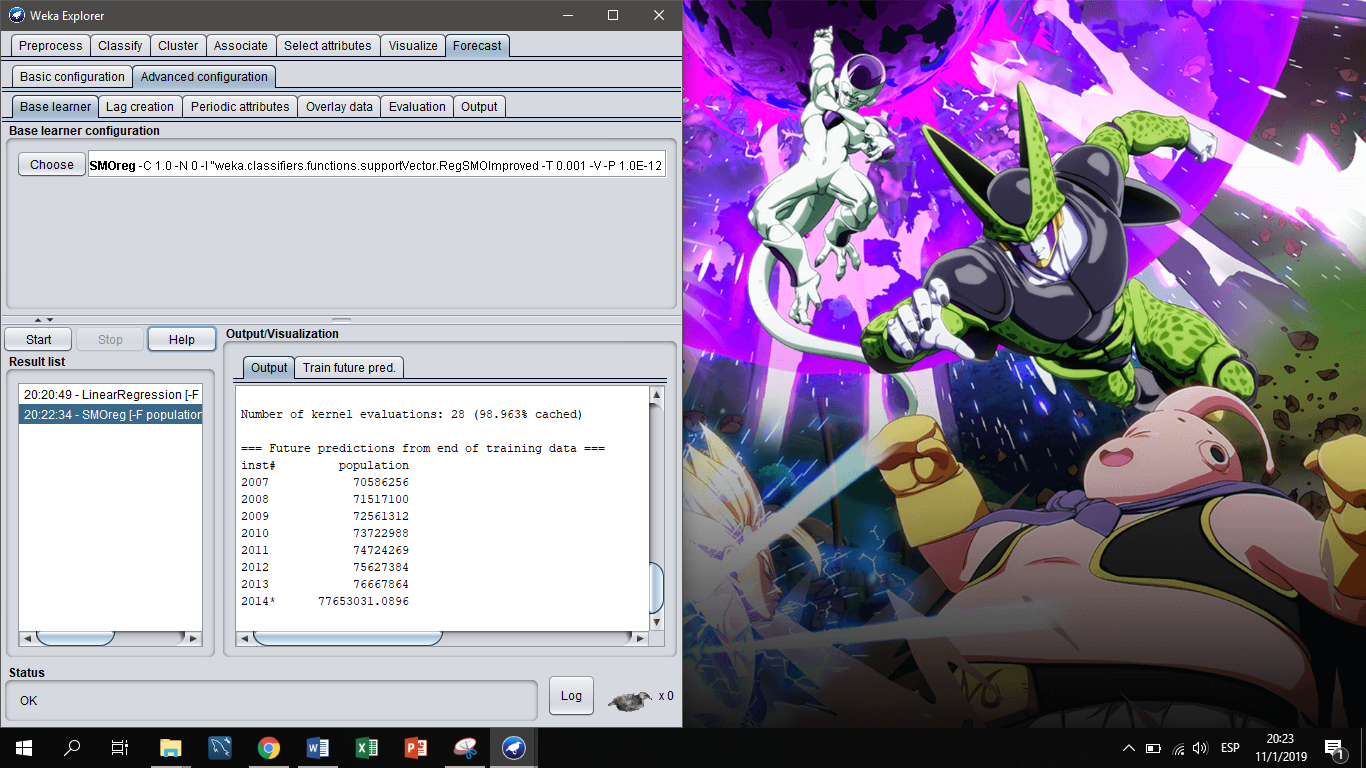 Weka Explorer
Preprocess Classify Cluster Associate Select attributes Visualize Forecast
Basic configuration Advanced configuration
Base learner Lag creation Periodic attributes Overlay data Evaluation Output
Base learner configuration
Choose SMOreg -C 1.0 -N 0 -I "weka.classifiers.functions.supportVector.RegSMOImproved -T 0.001 -V -P 1.0E-12
Start Stop Help
Output/Visualization
Result list
Output Train future pred.
20:20:49 - LinearRegression [-F
20:22:34 - SMOreg [-F population
Number of kernel evaluations: 28 (98.963% cached)
=== Future predictions from end of training data ===
inst# population
2007 70586256
2008 71517100
2009 72561312
2010 73722988
2011 74724269
2012 75627384
2013 76667864
2014* 77653031.0896
Status
OK
Log
x 0
ESP
20:23
11/1/2019
1